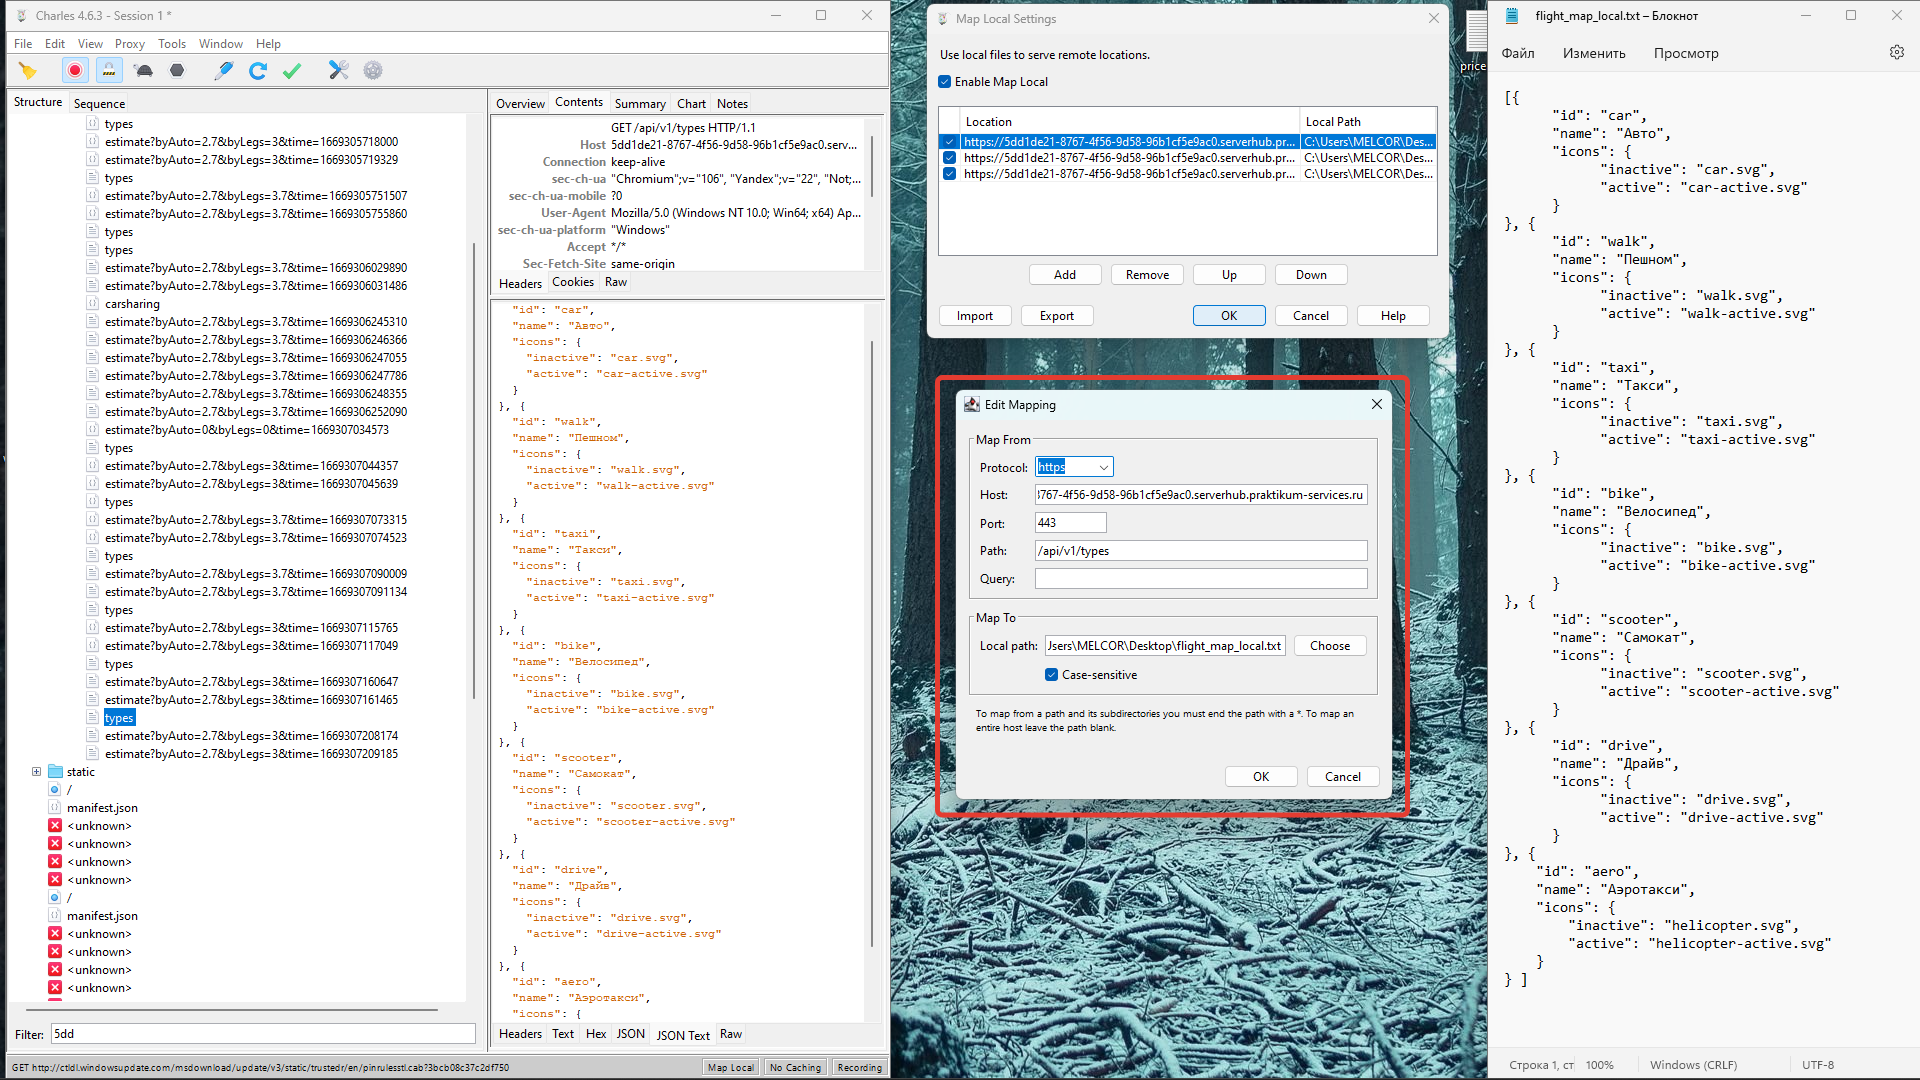 Charles 4.6.3 - Session 1 *
File Edit View Proxy Tools Window Help
Structure Sequence
types
estimate?byAuto=2.7&byLegs=3&time=1669305718000
estimate?byAuto=2.7&byLegs=3&time=1669305719329
types
estimate?byAuto=2.7&byLegs=3.7&time=1669305751507
estimate?byAuto=2.7&byLegs=3.7&time=1669305755860
types
types
estimate?byAuto=2.7&byLegs=3.7&time=1669306029890
estimate?byAuto=2.7&byLegs=3.7&time=1669306031486
carsharing
estimate?byAuto=2.7&byLegs=3.7&time=1669306245310
estimate?byAuto=2.7&byLegs=3.7&time=1669306246366
estimate?byAuto=2.7&byLegs=3.7&time=1669306247055
estimate?byAuto=2.7&byLegs=3.7&time=1669306247786
estimate?byAuto=2.7&byLegs=3.7&time=1669306248355
estimate?byAuto=2.7&byLegs=3.7&time=1669306252090
estimate?byAuto=0&byLegs=0&time=1669307034573
types
estimate?byAuto=2.7&byLegs=3&time=1669307044357
estimate?byAuto=2.7&byLegs=3&time=1669307045639
types
estimate?byAuto=2.7&byLegs=3.7&time=1669307073315
estimate?byAuto=2.7&byLegs=3.7&time=1669307074523
types
estimate?byAuto=2.7&byLegs=3.7&time=1669307090009
estimate?byAuto=2.7&byLegs=3.7&time=1669307091134
types
estimate?byAuto=2.7&byLegs=3&time=1669307115765
estimate?byAuto=2.7&byLegs=3&time=1669307117049
types
estimate?byAuto=2.7&byLegs=3&time=1669307160647
estimate?byAuto=2.7&byLegs=3&time=1669307161465
types
estimate?byAuto=2.7&byLegs=3&time=1669307208174
estimate?byAuto=2.7&byLegs=3&time=1669307209185
static
/
manifest.json
<unknown>
<unknown>
<unknown>
<unknown>
/
manifest.json
<unknown>
<unknown>
<unknown>
<unknown>
Filter: 5dd
GET http://ctldl.windowsupdate.com/msdownload/update/v3/static/trustedr/en/pinrulesstl.cab?3bcb08c37c2df750
Map Local No Caching Recording
Overview Contents Summary Chart Notes
GET /api/v1/types HTTP/1.1
Host 5dd1de21-8767-4f56-9d58-96b1cf5e9ac0.serv...
Connection keep-alive
sec-ch-ua "Chromium";v="106", "Yandex";v="22", "Not;...
sec-ch-ua-mobile ?0
User-Agent Mozilla/5.0 (Windows NT 10.0; Win64; x64) Ap...
sec-ch-ua-platform "Windows"
Accept */*
Sec-Fetch-Site same-origin
Headers Cookies Raw
"id": "car",
"name": "Авто",
"icons": {
"inactive": "car.svg",
"active": "car-active.svg"
}
}, {
"id": "walk",
"name": "Пешном",
"icons": {
"inactive": "walk.svg",
"active": "walk-active.svg"
}
}, {
"id": "taxi",
"name": "Такси",
"icons": {
"inactive": "taxi.svg",
"active": "taxi-active.svg"
}
}, {
"id": "bike",
"name": "Велосипед",
"icons": {
"inactive": "bike.svg",
"active": "bike-active.svg"
}
}, {
"id": "scooter",
"name": "Самокат",
"icons": {
"inactive": "scooter.svg",
"active": "scooter-active.svg"
}
}, {
"id": "drive",
"name": "Драйв",
"icons": {
"inactive": "drive.svg",
"active": "drive-active.svg"
}
}, {
"id": "aero",
"name": "Аэротакси",
"icons": {
Headers Text Hex JSON JSON Text Raw
Map Local Settings
Use local files to serve remote locations.
Enable Map Local
Location Local Path
https://5dd1de21-8767-4f56-9d58-96b1cf5e9ac0.serverhub.pr... C:\Users\MELCOR\Des...
https://5dd1de21-8767-4f56-9d58-96b1cf5e9ac0.serverhub.pr... C:\Users\MELCOR\Des...
https://5dd1de21-8767-4f56-9d58-96b1cf5e9ac0.serverhub.pr... C:\Users\MELCOR\Des...
Add Remove Up Down
Import Export OK Cancel Help
Edit Mapping
Map From
Protocol: https
Host: 3767-4f56-9d58-96b1cf5e9ac0.serverhub.praktikum-services.ru
Port: 443
Path: /api/v1/types
Query:
Map To
Local path: Jsers\MELCOR\Desktop\flight_map_local.txt Choose
Case-sensitive
To map from a path and its subdirectories you must end the path with a *. To map an
entire host leave the path blank.
OK Cancel
price
flight_map_local.txt – Блокнот
Файл Изменить Просмотр
[{
"id": "car",
"name": "Авто",
"icons": {
"inactive": "car.svg",
"active": "car-active.svg"
}
}, {
"id": "walk",
"name": "Пешном",
"icons": {
"inactive": "walk.svg",
"active": "walk-active.svg"
}
}, {
"id": "taxi",
"name": "Такси",
"icons": {
"inactive": "taxi.svg",
"active": "taxi-active.svg"
}
}, {
"id": "bike",
"name": "Велосипед",
"icons": {
"inactive": "bike.svg",
"active": "bike-active.svg"
}
}, {
"id": "scooter",
"name": "Самокат",
"icons": {
"inactive": "scooter.svg",
"active": "scooter-active.svg"
}
}, {
"id": "drive",
"name": "Драйв",
"icons": {
"inactive": "drive.svg",
"active": "drive-active.svg"
}
}, {
"id": "aero",
"name": "Аэротакси",
"icons": {
"inactive": "helicopter.svg",
"active": "helicopter-active.svg"
}
} ]
Строка 1, ст 100% Windows (CRLF) UTF-8